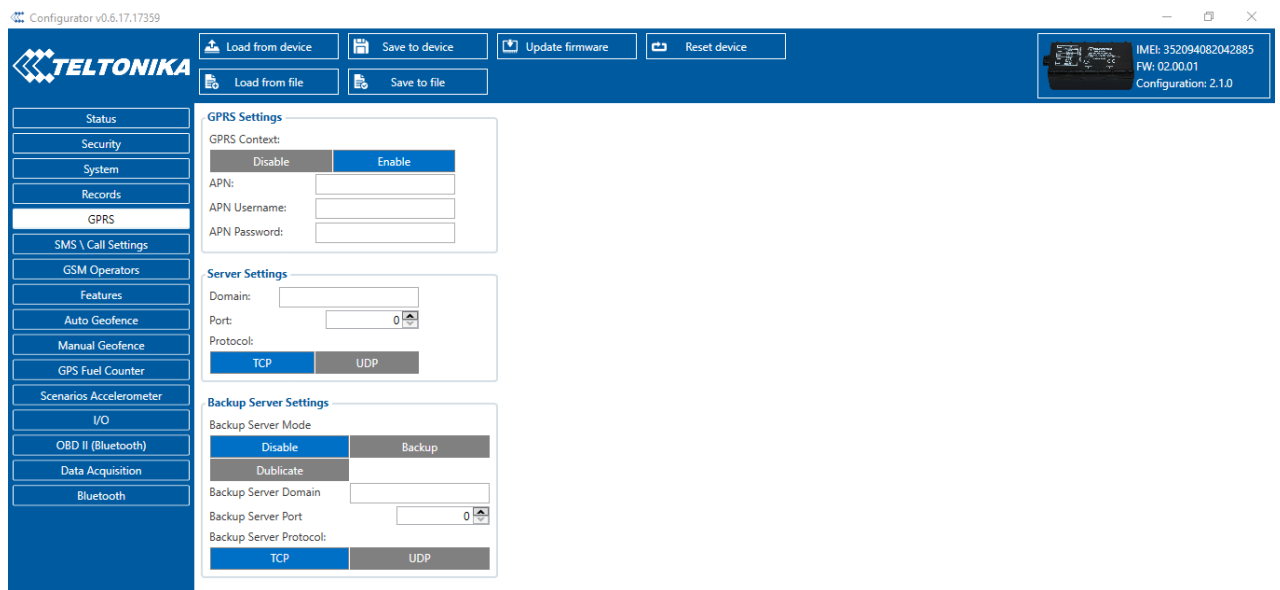 Configurator v0.6.17.17359
TELTONIKA
Load from device
Save to device
Update firmware
Reset device
Load from file
Save to file
IMEI: 352094082042885
FW: 02.00.01
Configuration: 2.1.0
Status
Security
System
Records
GPRS
SMS \ Call Settings
GSM Operators
Features
Auto Geofence
Manual Geofence
GPS Fuel Counter
Scenarios Accelerometer
I/O
OBD II (Bluetooth)
Data Acquisition
Bluetooth
GPRS Settings
GPRS Context:
Disable Enable
APN:
APN Username:
APN Password:
Server Settings
Domain:
Port: 0
Protocol:
TCP UDP
Backup Server Settings
Backup Server Mode
Disable Backup
Dublicate
Backup Server Domain
Backup Server Port 0
Backup Server Protocol:
TCP UDP